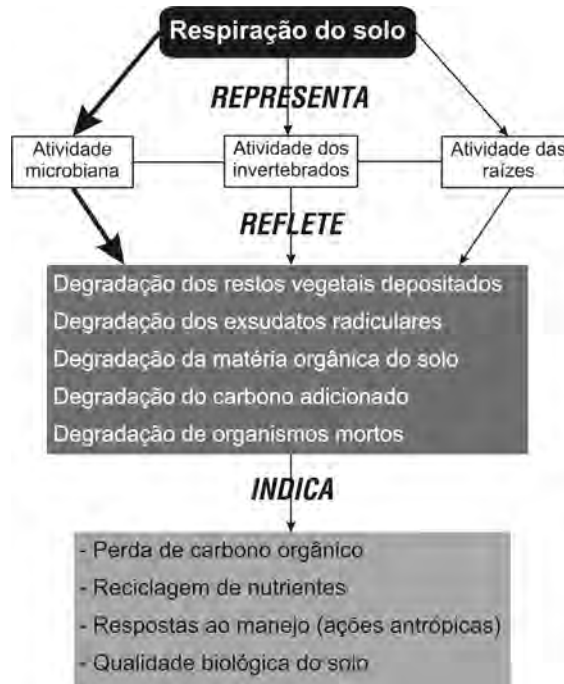 Respiração do solo
REPRESENTA
Atividade
microbiana
Atividade dos
invertebrados
Atividade das
raízes
REFLETE
Degradação dos restos vegetais depositados
Degradação dos exsudatos radiculares
Degradação da matéria orgânica do solo
Degradação do carbono adicionado
Degradação de organismos mortos
INDICA
- Perda de carbono orgânico
- Reciclagem de nutrientes
- Respostas ao manejo (ações antrópicas)
- Qualidade biológica do solo